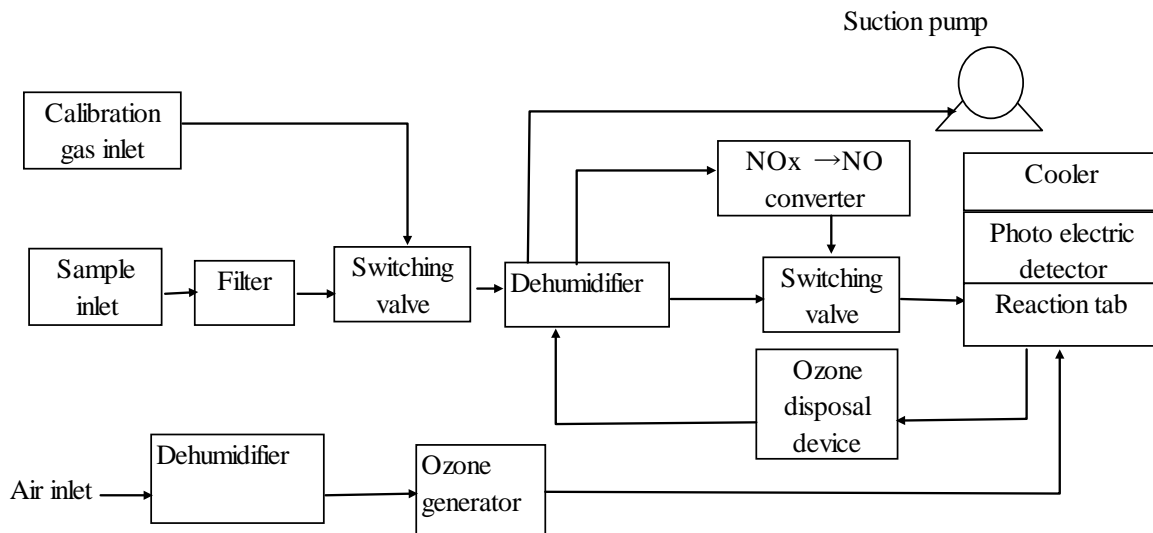 Suction pump
Calibration
gas inlet
NOx →NO
converter
Cooler
Photo electric
detector
Reaction tab
Sample
inlet
Filter
Switching
valve
Dehumidifier
Switching
valve
Ozone
disposal
device
Air inlet
Dehumidifier
Ozone
generator